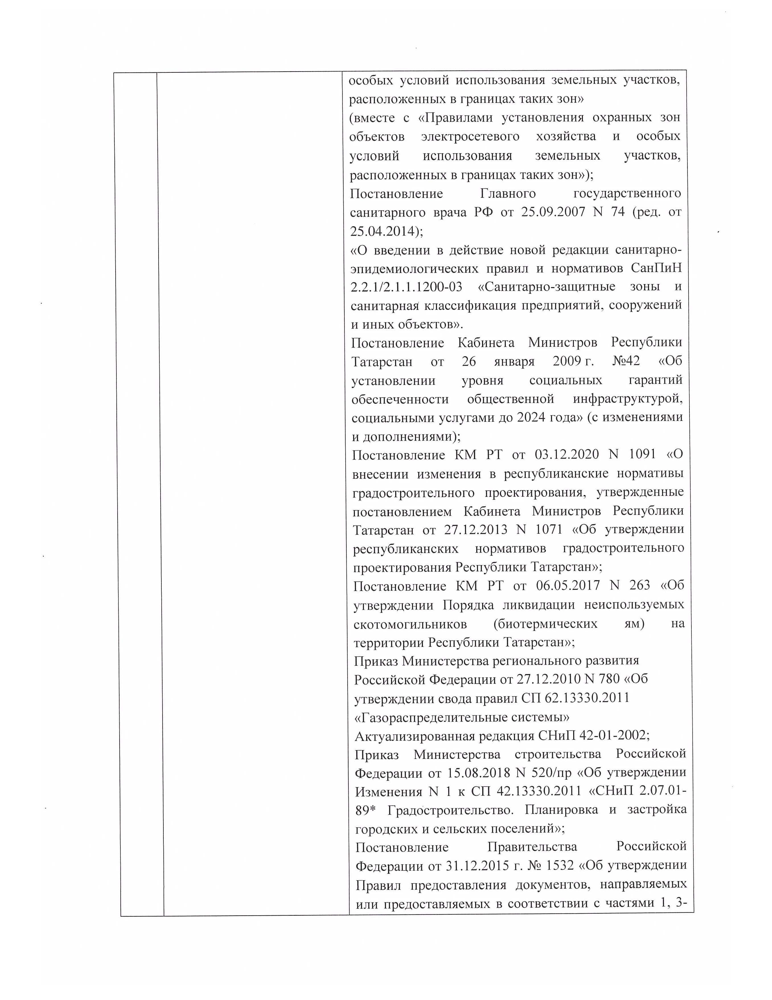 особых условий использования земельных участков,
расположенных в границах таких зон»
(вместе с «Правилами установления охранных зон
объектов электросетевого хозяйства и особых
условий использования земельных участков,
расположенных в границах таких зон»);
Постановление Главного государственного
санитарного врача РФ от 25.09.2007 N 74 (ред. от
25.04.2014);
«О введении в действие новой редакции санитарно-
эпидемиологических правил и нормативов СанПиН
2.2.1/2.1.1.1200-03 «Санитарно-защитные зоны и
санитарная классификация предприятий, сооружений
и иных объектов».
Постановление Кабинета Министров Республики
Татарстан от 26 января 2009 г. №42 «Об
установлении уровня социальных гарантий
обеспеченности общественной инфраструктурой,
социальными услугами до 2024 года» (с изменениями
и дополнениями);
Постановление КМ РТ от 03.12.2020 N 1091 «О
внесении изменения в республиканские нормативы
градостроительного проектирования, утвержденные
постановлением Кабинета Министров Республики
Татарстан от 27.12.2013 N 1071 «Об утверждении
республиканских нормативов градостроительного
проектирования Республики Татарстан»;
Постановление КМ РТ от 06.05.2017 N 263 «Об
утверждении Порядка ликвидации неиспользуемых
скотомогильников (биотермических ям) на
территории Республики Татарстан»;
Приказ Министерства регионального развития
Российской Федерации от 27.12.2010 N 780 «Об
утверждении свода правил СП 62.13330.2011
«Газораспределительные системы»
Актуализированная редакция СНиП 42-01-2002;
Приказ Министерства строительства Российской
Федерации от 15.08.2018 N 520/пр «Об утверждении
Изменения N 1 к СП 42.13330.2011 «СНиП 2.07.01-
89* Градостроительство. Планировка и застройка
городских и сельских поселений»;
Постановление Правительства Российской
Федерации от 31.12.2015 г. № 1532 «Об утверждении
Правил предоставления документов, направляемых
или предоставляемых в соответствии с частями 1, 3-